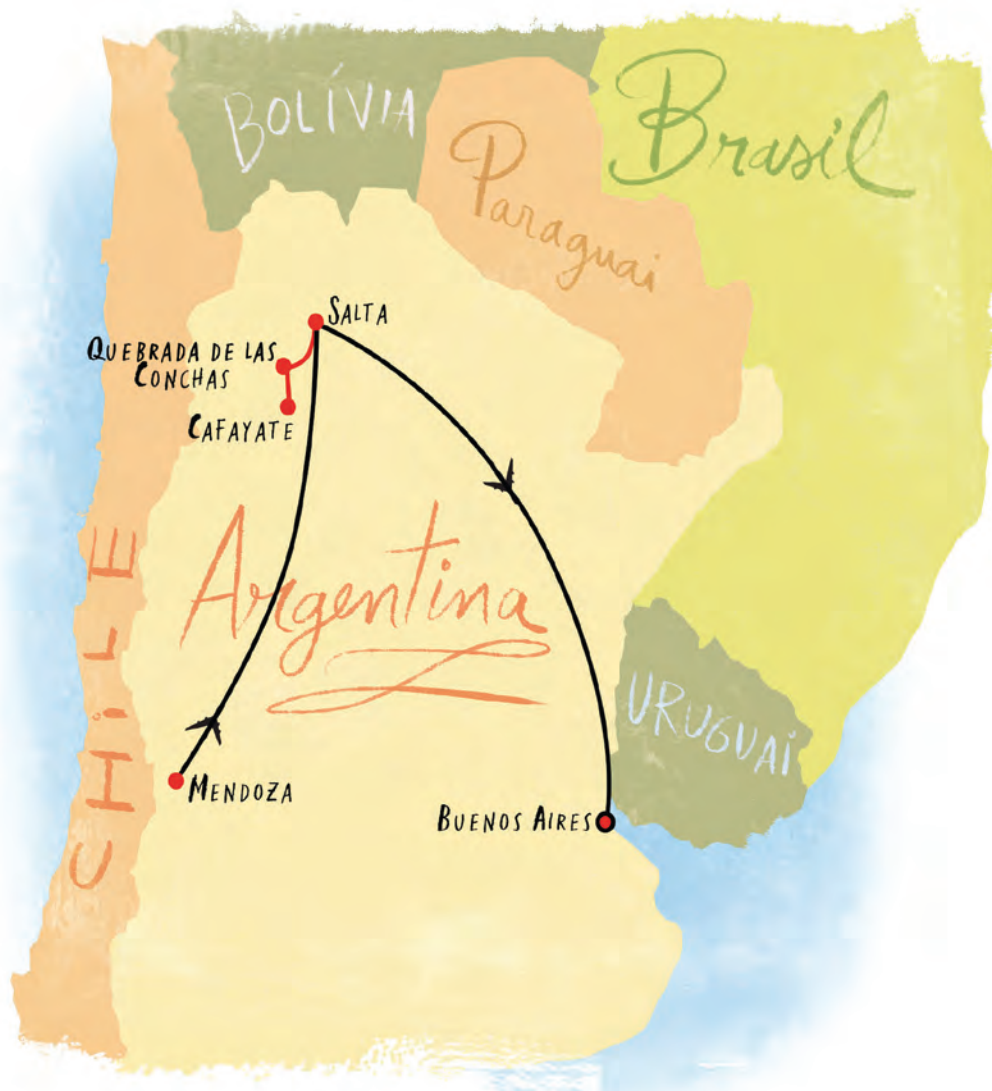 BOLÍVIA
Brasil
Paraguai
SALTA
QUEBRADA DE LAS
CONCHAS
CAFAYATE
CHiLE
Argentina
URUGUAi
MENDOZA
BUENOS AIRES